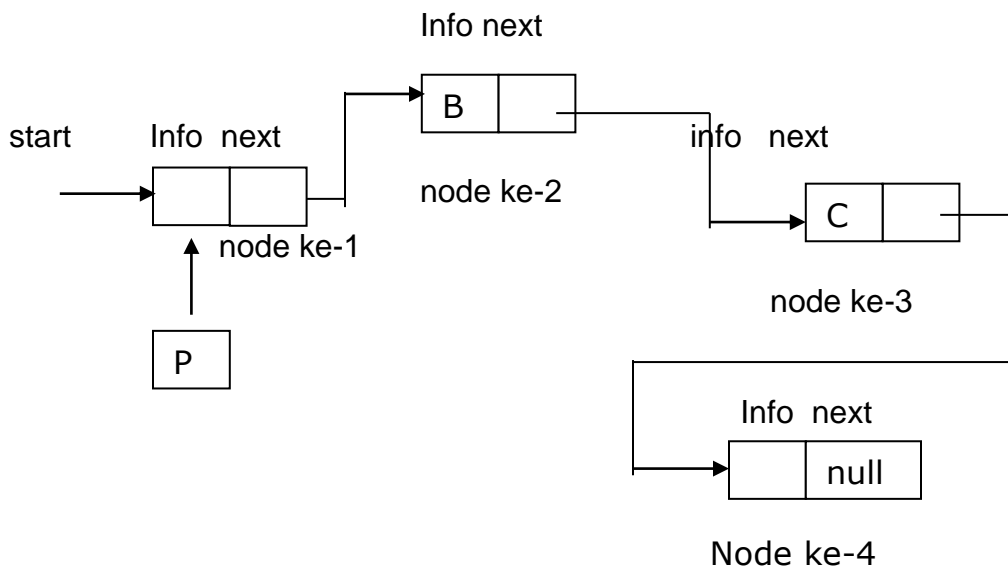 Info next
B
start
Info next
info next
node ke-2
C
node ke-1
node ke-3
P
Info next
null
Node ke-4